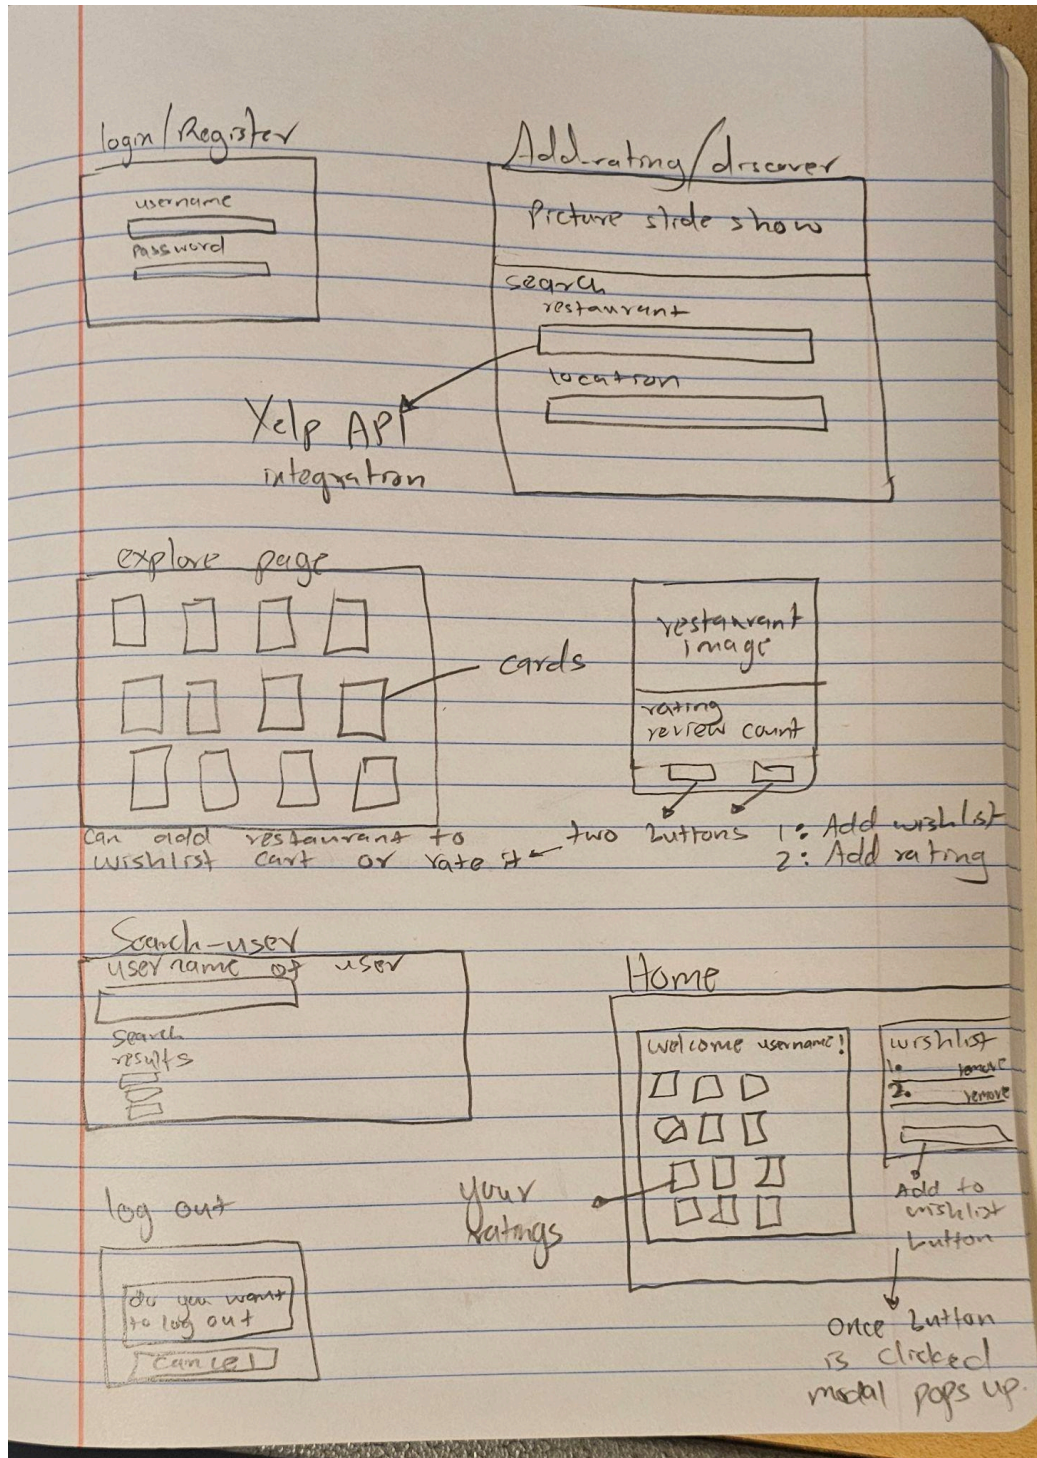 login/Register
username
password
Add-rating/discover
Picture slide show
search
restaurant
location
Yelp API
integration
explore page
cards
restaurant
image
rating
review count
can add restaurant to
wishlist cart or rate it
two buttons 1: Add wishlist
2: Add rating
Search-user
username of user
search
results
Home
welcome username!
wishlist
1. remove
2. remove
Add to
wishlist
button
your
ratings
Once button
is clicked
modal pops up.
log out
do you want
to log out
cancel